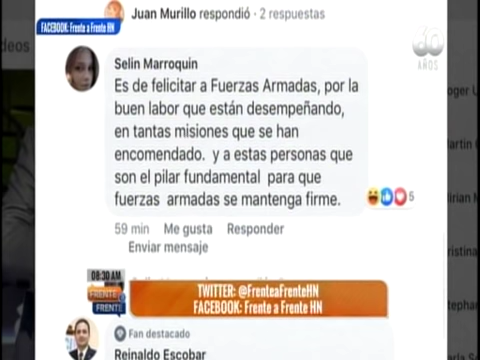 Juan Murillo respondió · 2 respuestas
FACEBOOK: Frente a Frente HN
60
AÑOS
Selin Marroquin
Es de felicitar a Fuerzas Armadas, por la
buen labor que están desempeñando,
en tantas misiones que se han
encomendado. y a estas personas que
son el pilar fundamental para que
fuerzas armadas se mantenga firme.
5
59 min Me gusta Responder
Enviar mensaje
08:30 AM
FRENTE
FRENTE
TWITTER: @FrenteaFrenteHN
FACEBOOK: Frente a Frente HN
Fan destacado
Reinaldo Escobar